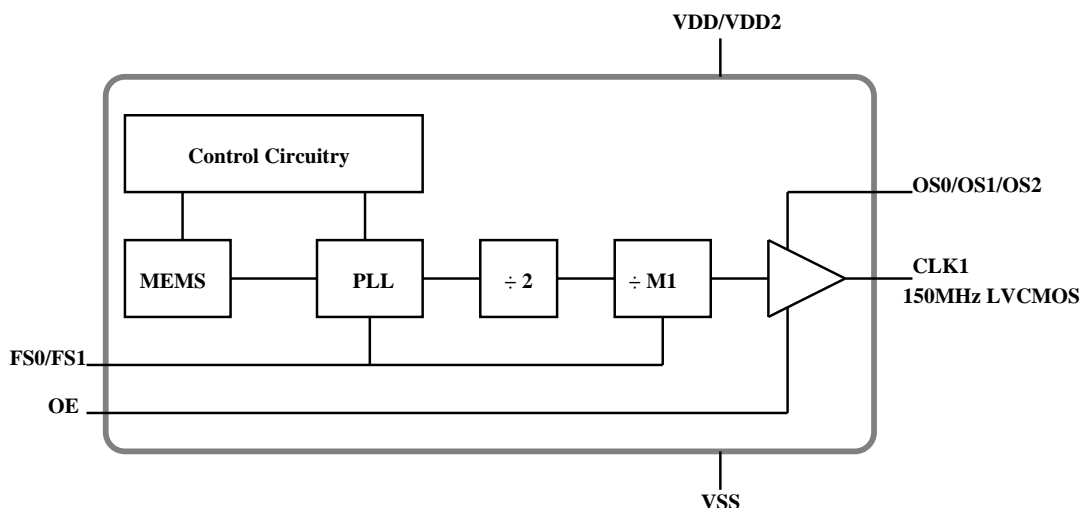 VDD/VDD2
Control Circuitry
OS0/OS1/OS2
MEMS
PLL
÷ 2
÷ M1
CLK1
150MHz LVCMOS
FS0/FS1
OE
VSS